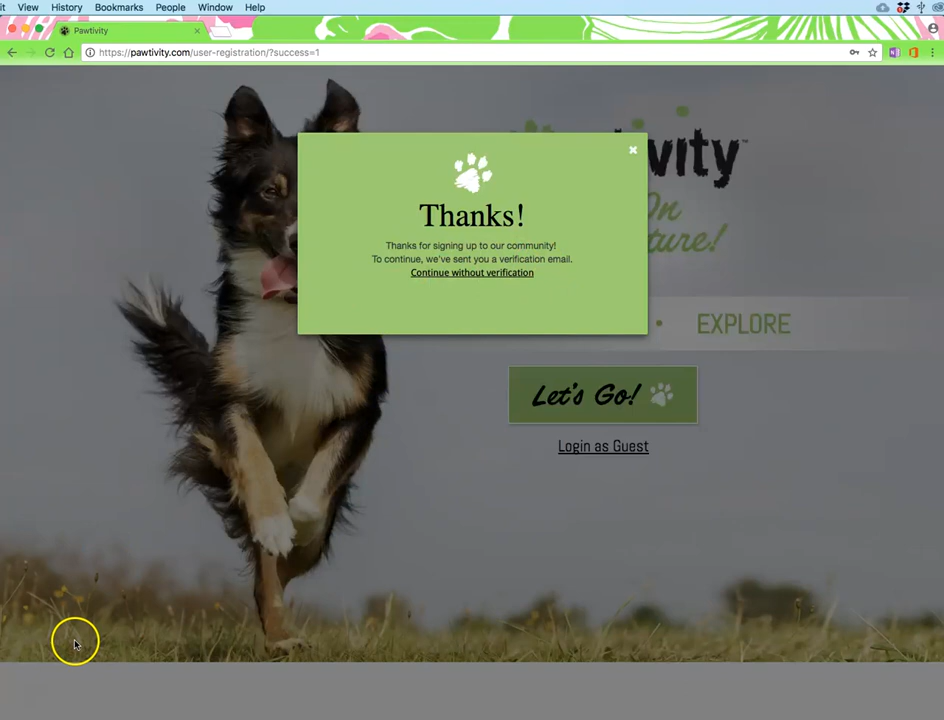 View History Bookmarks People Window Help
Pawtivity
https://pawtivity.com/user-registration/?success=1
Thanks!
Thanks for signing up to our community!
To continue, we've sent you a verification email.
Continue without verification
• EXPLORE
Let's Go!
Login as Guest